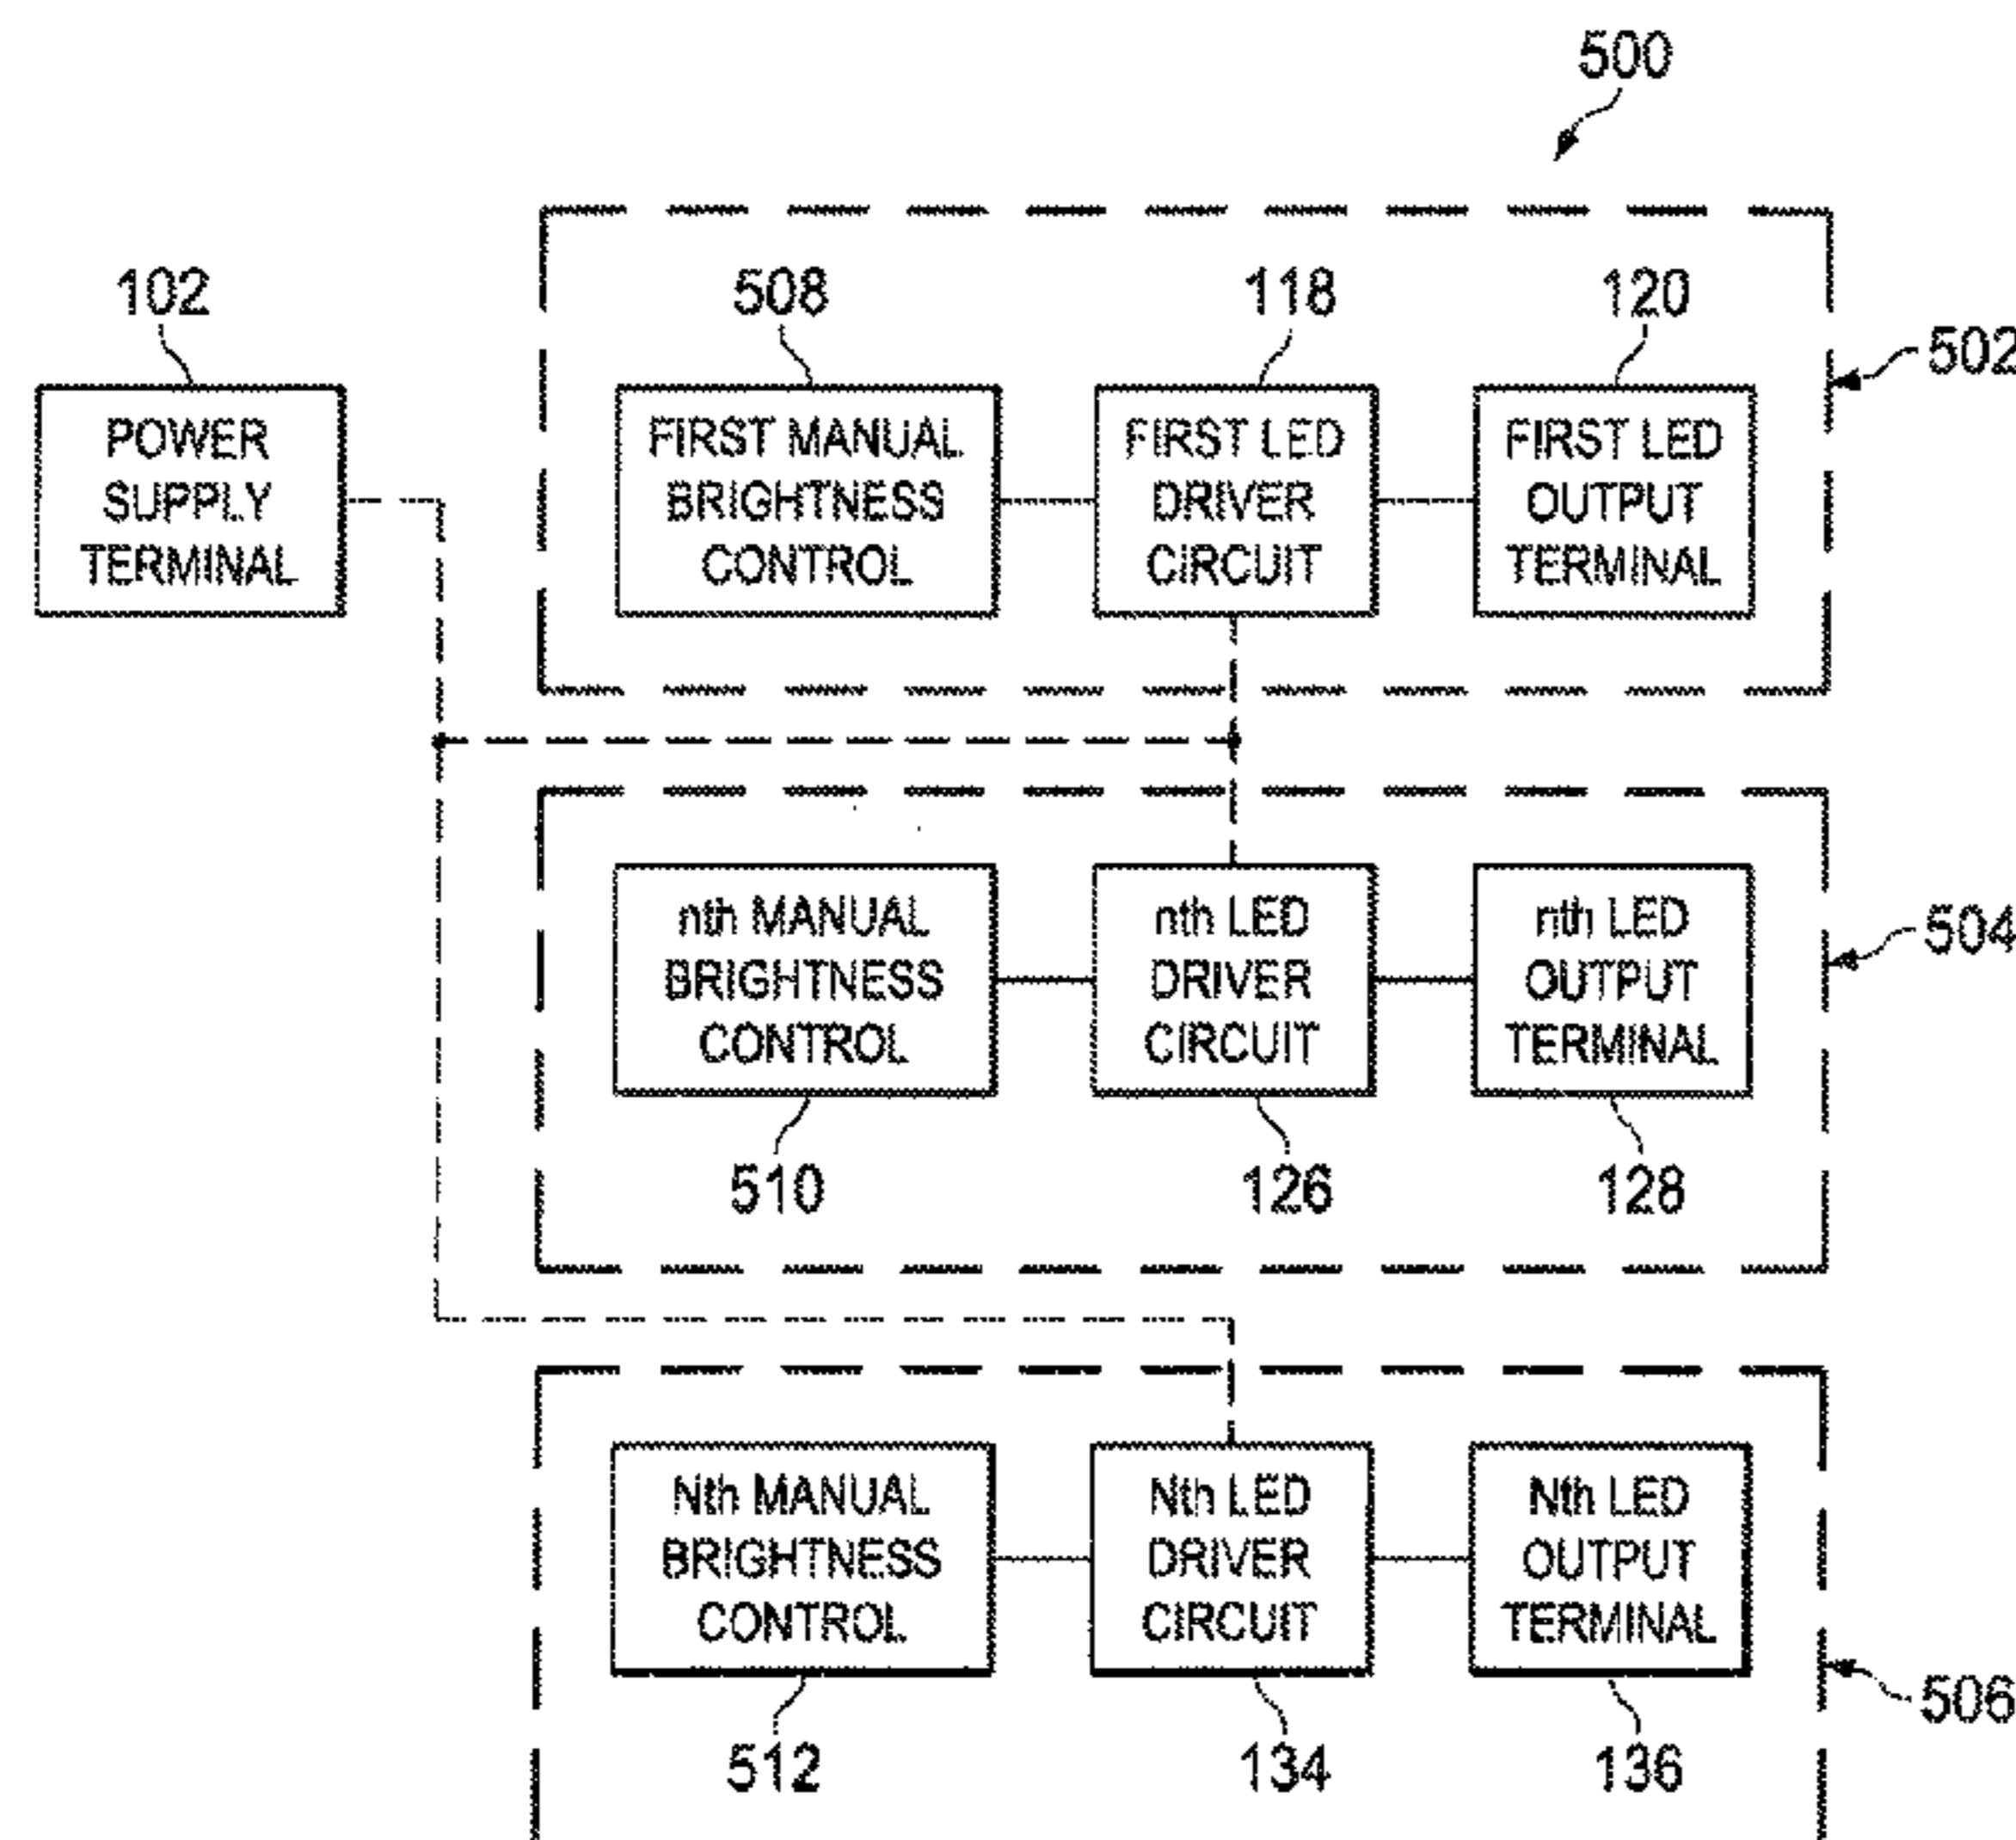 500
102
508
118
120
502
POWER
SUPPLY
TERMINAL
FIRST MANUAL
BRIGHTNESS
CONTROL
FIRST LED
DRIVER
CIRCUIT
FIRST LED
OUTPUT
TERMINAL
nth MANUAL
BRIGHTNESS
CONTROL
nth LED
DRIVER
CIRCUIT
nth LED
OUTPUT
TERMINAL
504
510
126
128
Nth MANUAL
BRIGHTNESS
CONTROL
Nth LED
DRIVER
CIRCUIT
Nth LED
OUTPUT
TERMINAL
506
512
134
136